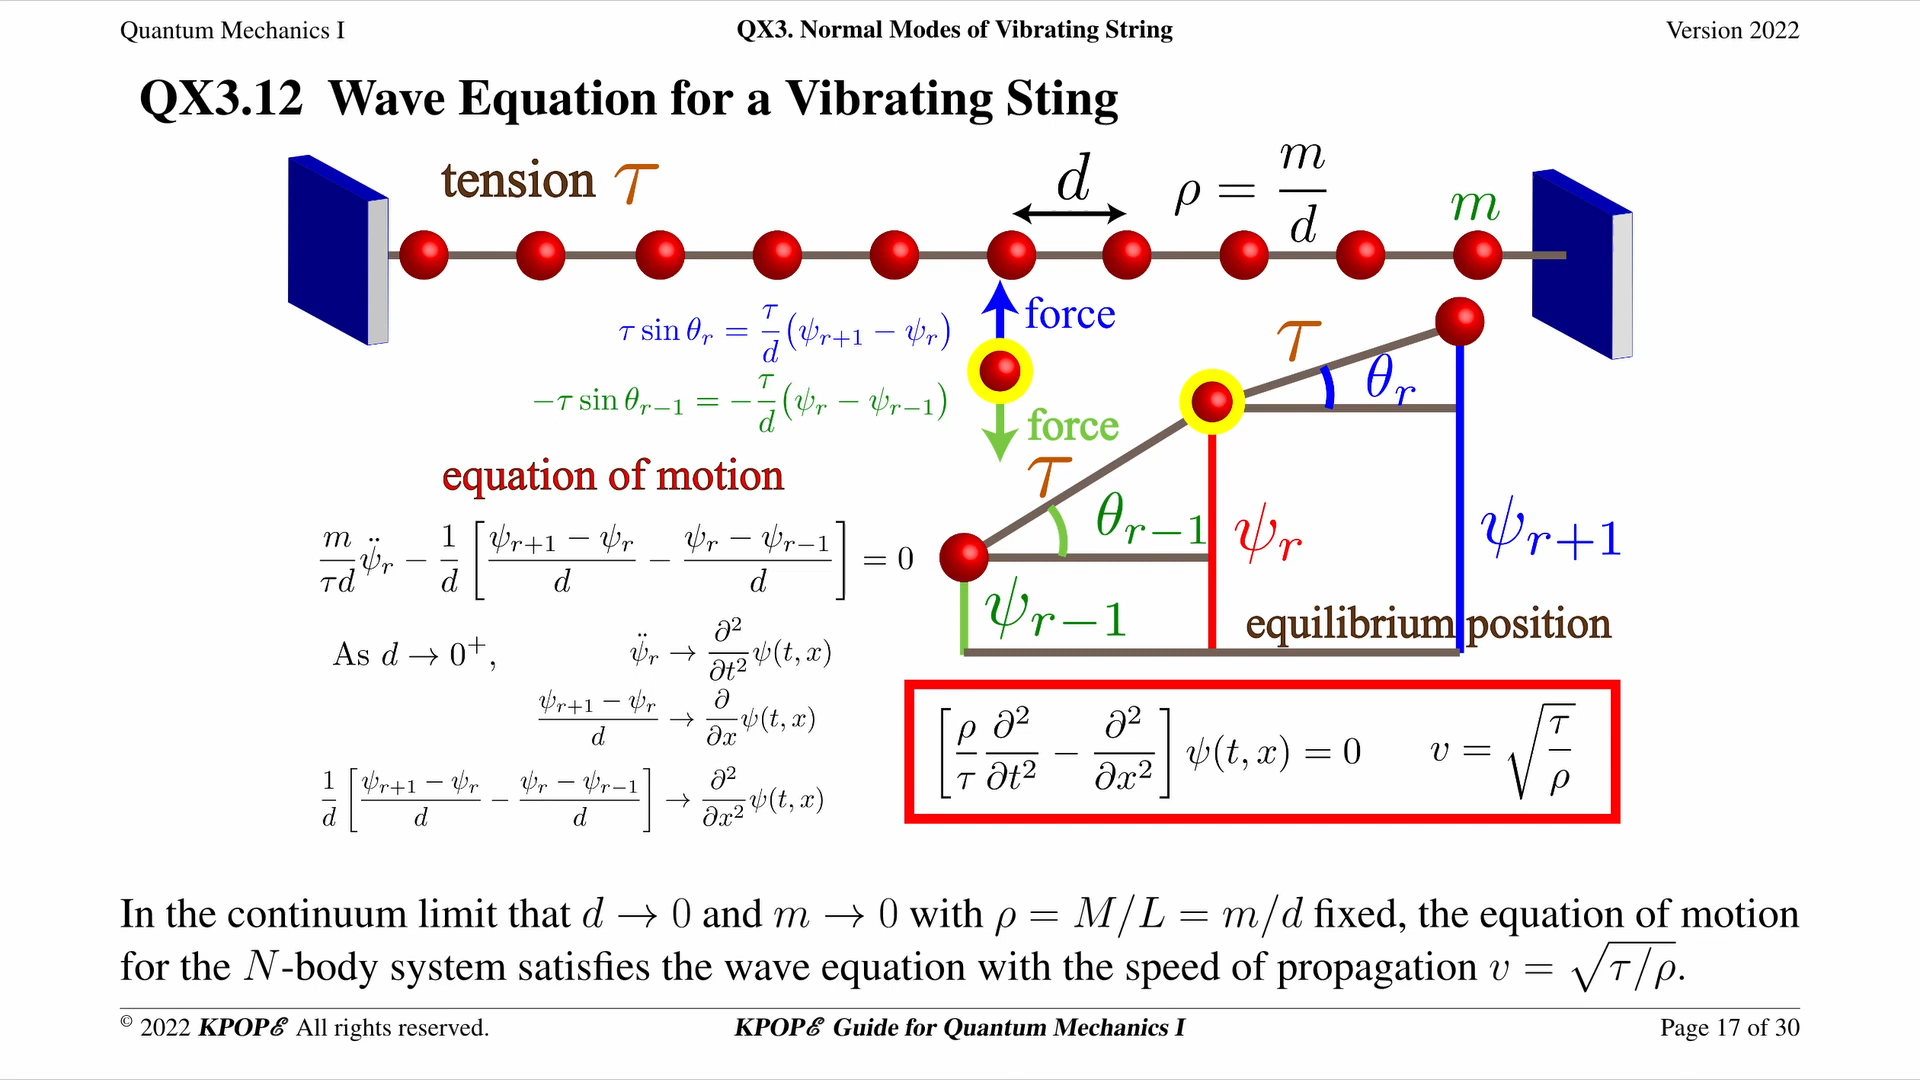 Quantum Mechanics I
QX3. Normal Modes of Vibrating String
Version 2022
QX3.12 Wave Equation for a Vibrating Sting
tension τ
d
ρ = m/d
m
τ sin θ_r = τ/d (ψ_{r+1} − ψ_r)
force
−τ sin θ_{r−1} = −τ/d (ψ_r − ψ_{r−1})
force
τ
θ_r
τ
θ_{r−1}
ψ_r
ψ_{r+1}
ψ_{r−1}
equilibrium position
equation of motion
m/(τd) ψ̈_r − 1/d [(ψ_{r+1} − ψ_r)/d − (ψ_r − ψ_{r−1})/d] = 0
As d → 0⁺, ψ̈_r → ∂²/∂t² ψ(t, x)
(ψ_{r+1} − ψ_r)/d → ∂/∂x ψ(t, x)
1/d [(ψ_{r+1} − ψ_r)/d − (ψ_r − ψ_{r−1})/d] → ∂²/∂x² ψ(t, x)
[ρ/τ ∂²/∂t² − ∂²/∂x²] ψ(t, x) = 0 v = √(τ/ρ)
In the continuum limit that d → 0 and m → 0 with ρ = M/L = m/d fixed, the equation of motion
for the N-body system satisfies the wave equation with the speed of propagation v = √(τ/ρ).
© 2022 KPOPℰ All rights reserved.
KPOPℰ Guide for Quantum Mechanics I
Page 17 of 30